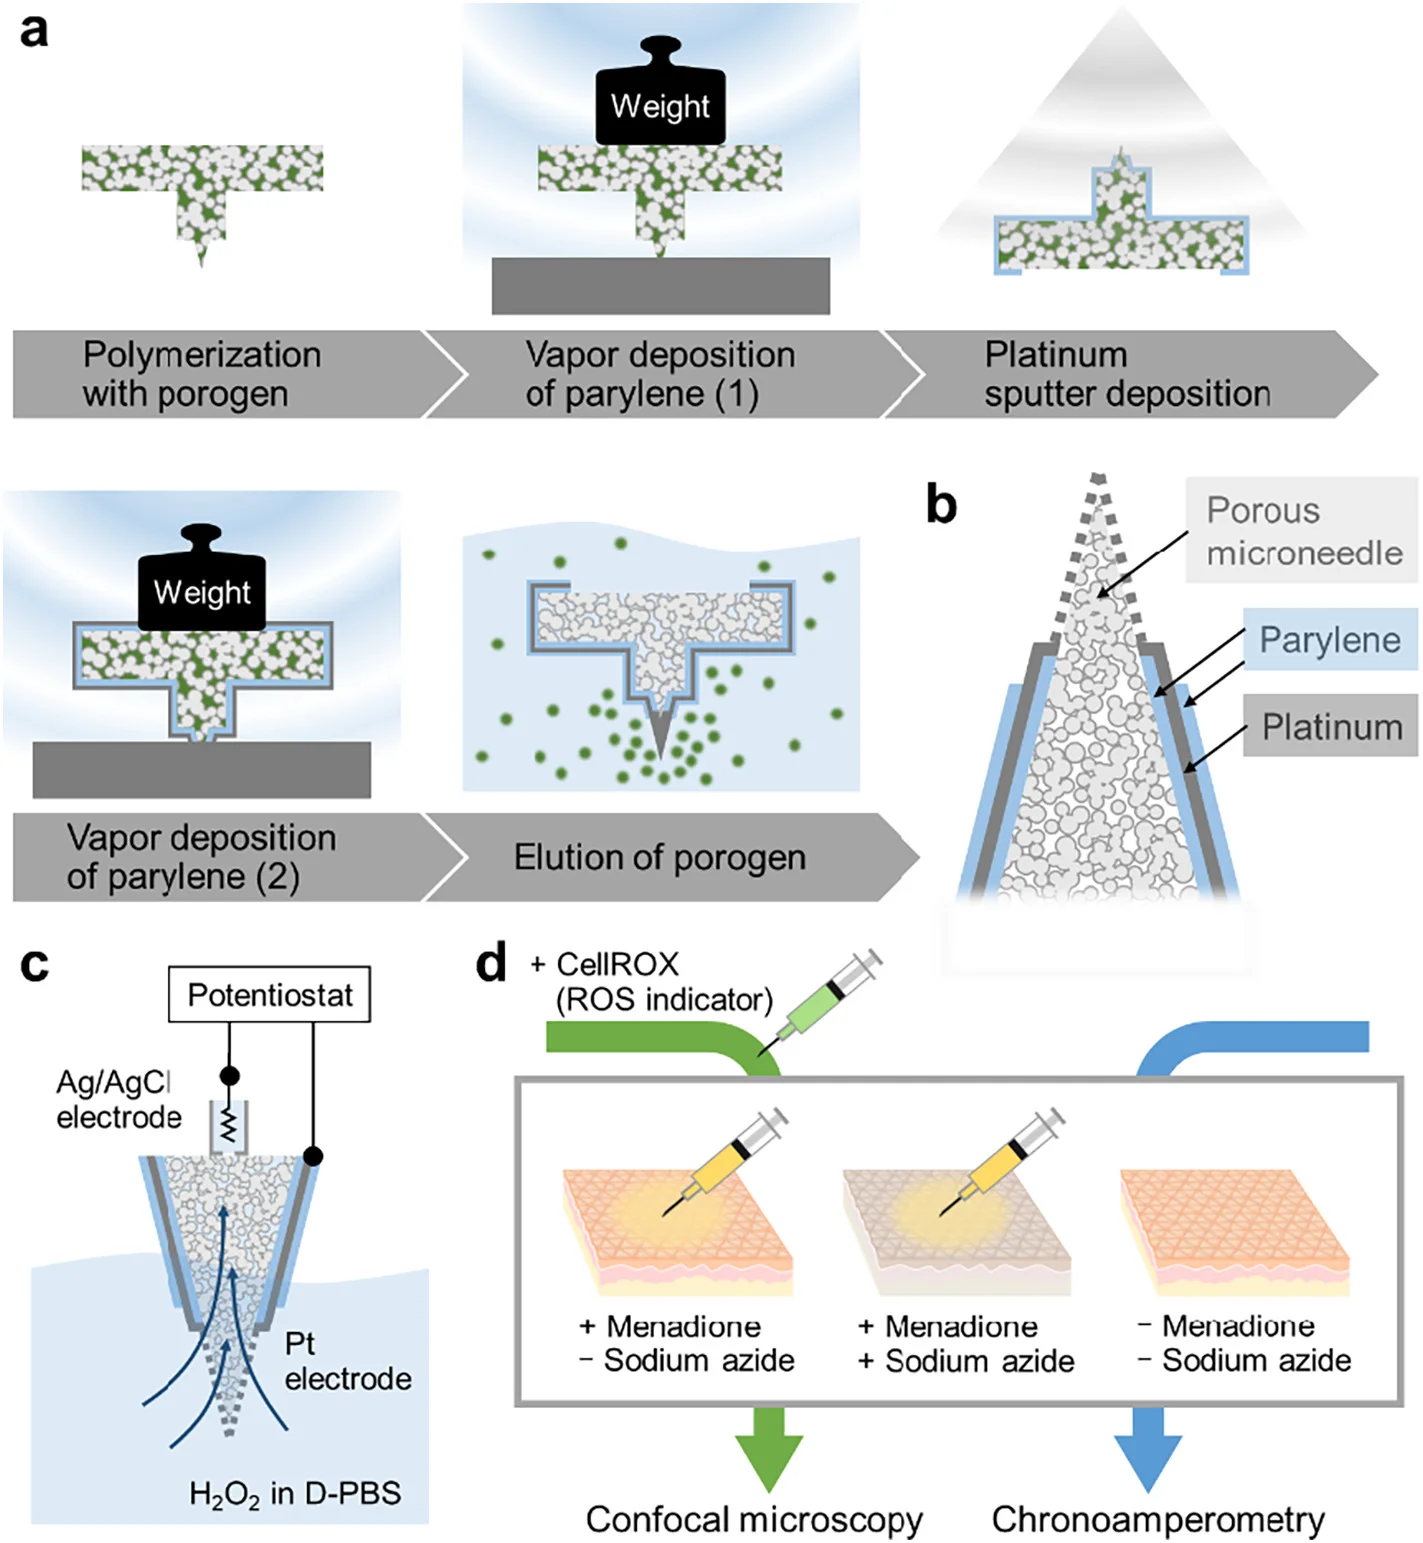 a
Weight
Polymerization
with porogen
Vapor deposition
of parylene (1)
Platinum
sputter deposition
Weight
Vapor deposition
of parylene (2)
Elution of porogen
b
Porous
microneedle
Parylene
Platinum
c
Potentiostat
Ag/AgCl
electrode
Pt
electrode
H₂O₂ in D-PBS
d
+ CellROX
(ROS indicator)
+ Menadione
− Sodium azide
+ Menadione
+ Sodium azide
− Menadione
− Sodium azide
Confocal microscopy
Chronoamperometry